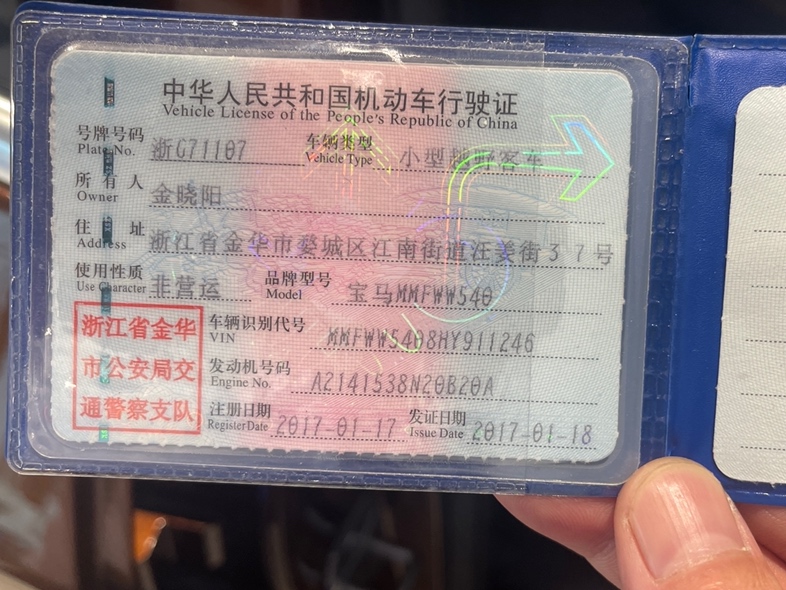 中华人民共和国机动车行驶证
Vehicle License of the People's Republic of China
号牌号码 浙G71107 车辆类型 小型越野客车
Plate No. Vehicle Type
所有人 金晓阳
Owner
住址 浙江省金华市婺城区江南街道汪姜街37号
Address
使用性质 非营运 品牌型号 宝马MMFWW540
Use Character Model
浙江省金华
市公安局交
通警察支队
车辆识别代号 MMFWW5408HY911246
VIN
发动机号码 A2141538N20B20A
Engine No.
注册日期 2017-01-17 发证日期 2017-01-18
Register Date Issue Date